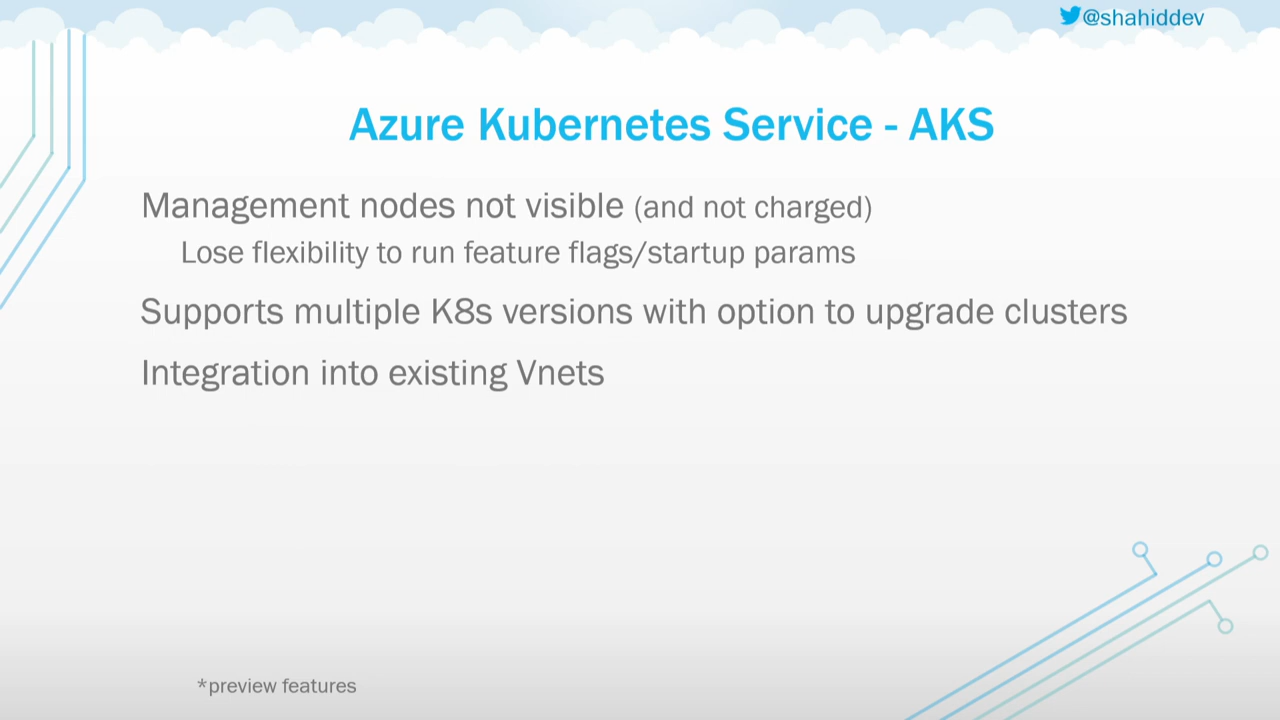 @shahiddev
Azure Kubernetes Service - AKS
Management nodes not visible (and not charged)
Lose flexibility to run feature flags/startup params
Supports multiple K8s versions with option to upgrade clusters
Integration into existing Vnets
*preview features